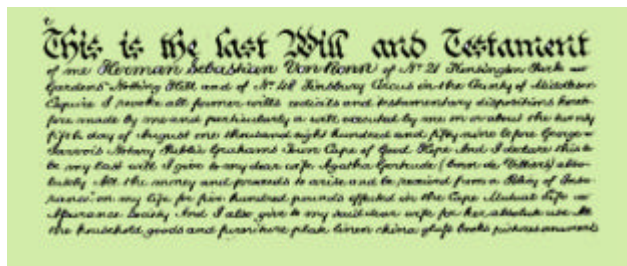 This is the last Will and Testament
of me Herman Sebastian Von Ronn of No 21 Kensington Park
Gardens Notting Hill and of No 48 Finsbury Circus in the County of Middlesex
Esquire I revoke all former wills codicils and testamentary dispositions hereto
fore made by me and particularly a will executed by me on or about the twenty
fifth day of August one thousand eight hundred and fifty nine before George
Notary Public Grahams Town Cape of Good Hope And I declare this to
be my last will I give to my dear wife Agatha Gertrude (born de Villiers) abso-
lutely All the money and proceeds to arise and be received from a Policy of Insu-
rance on my life for five hundred pounds effected in the Cape Mutual Life
Assurance Society And I also give to my said dear wife for her absolute use All
the household goods and furniture plate linen china glass books pictures